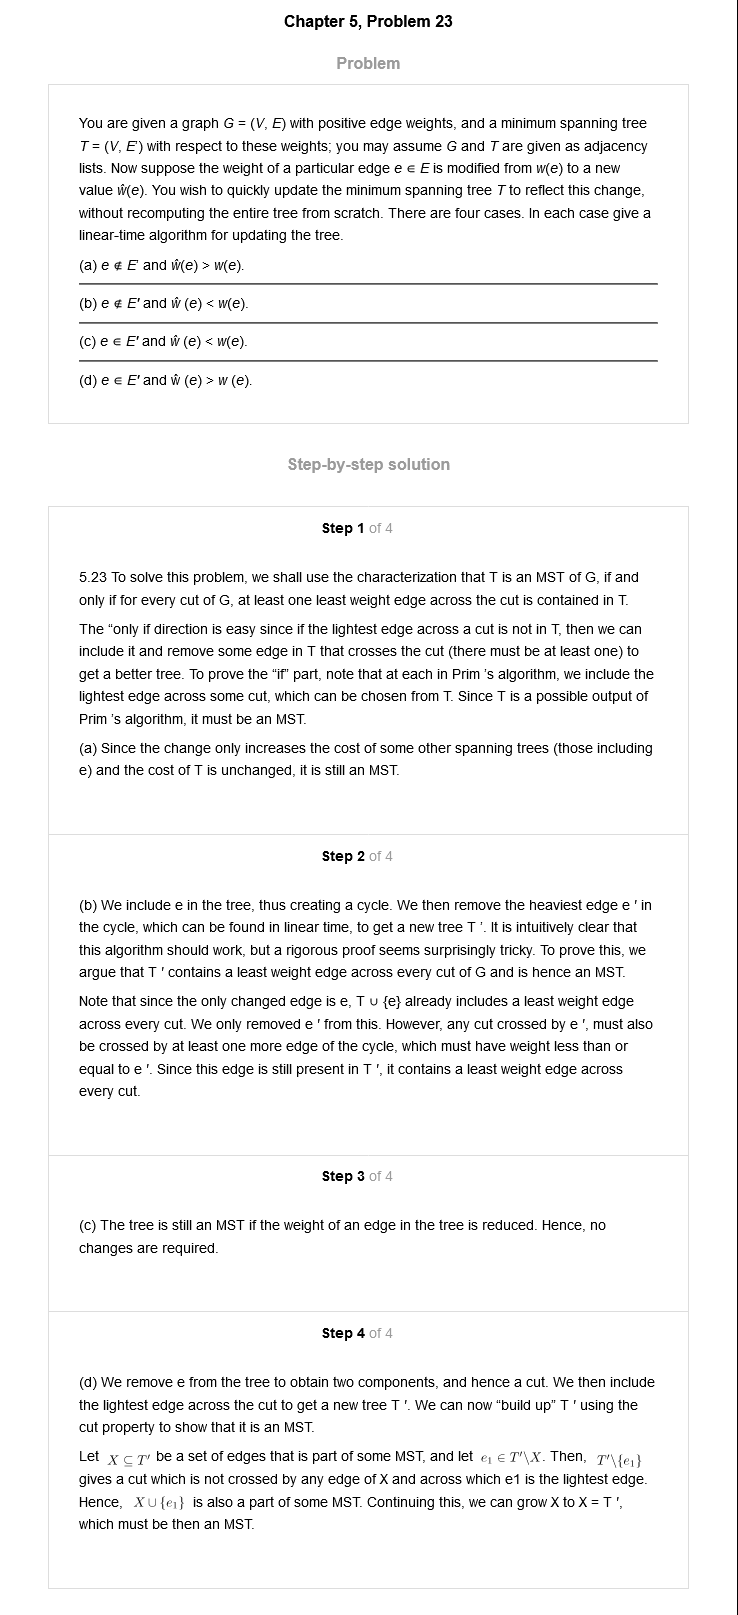 Chapter 5, Problem 23
Problem
You are given a graph G = (V, E) with positive edge weights, and a minimum spanning tree
T = (V, E') with respect to these weights; you may assume G and T are given as adjacency
lists. Now suppose the weight of a particular edge e ∈ E is modified from w(e) to a new
value ŵ(e). You wish to quickly update the minimum spanning tree T to reflect this change,
without recomputing the entire tree from scratch. There are four cases. In each case give a
linear-time algorithm for updating the tree.
(a) e ∉ E' and ŵ(e) > w(e).
(b) e ∉ E' and ŵ (e) < w(e).
(c) e ∈ E' and ŵ (e) < w(e).
(d) e ∈ E' and ŵ (e) > w (e).
Step-by-step solution
Step 1 of 4
5.23 To solve this problem, we shall use the characterization that T is an MST of G, if and
only if for every cut of G, at least one least weight edge across the cut is contained in T.
The “only if direction is easy since if the lightest edge across a cut is not in T, then we can
include it and remove some edge in T that crosses the cut (there must be at least one) to
get a better tree. To prove the “if” part, note that at each in Prim ’s algorithm, we include the
lightest edge across some cut, which can be chosen from T. Since T is a possible output of
Prim ’s algorithm, it must be an MST.
(a) Since the change only increases the cost of some other spanning trees (those including
e) and the cost of T is unchanged, it is still an MST.
Step 2 of 4
(b) We include e in the tree, thus creating a cycle. We then remove the heaviest edge e ′ in
the cycle, which can be found in linear time, to get a new tree T ’. It is intuitively clear that
this algorithm should work, but a rigorous proof seems surprisingly tricky. To prove this, we
argue that T ′ contains a least weight edge across every cut of G and is hence an MST.
Note that since the only changed edge is e, T ∪ {e} already includes a least weight edge
across every cut. We only removed e ′ from this. However, any cut crossed by e ′, must also
be crossed by at least one more edge of the cycle, which must have weight less than or
equal to e ′. Since this edge is still present in T ′, it contains a least weight edge across
every cut.
Step 3 of 4
(c) The tree is still an MST if the weight of an edge in the tree is reduced. Hence, no
changes are required.
Step 4 of 4
(d) We remove e from the tree to obtain two components, and hence a cut. We then include
the lightest edge across the cut to get a new tree T ′. We can now “build up” T ′ using the
cut property to show that it is an MST.
Let X ⊆ T′ be a set of edges that is part of some MST, and let e₁ ∈ T′\X. Then, T′\{e₁}
gives a cut which is not crossed by any edge of X and across which e1 is the lightest edge.
Hence, X ∪ {e₁} is also a part of some MST. Continuing this, we can grow X to X = T ′,
which must be then an MST.